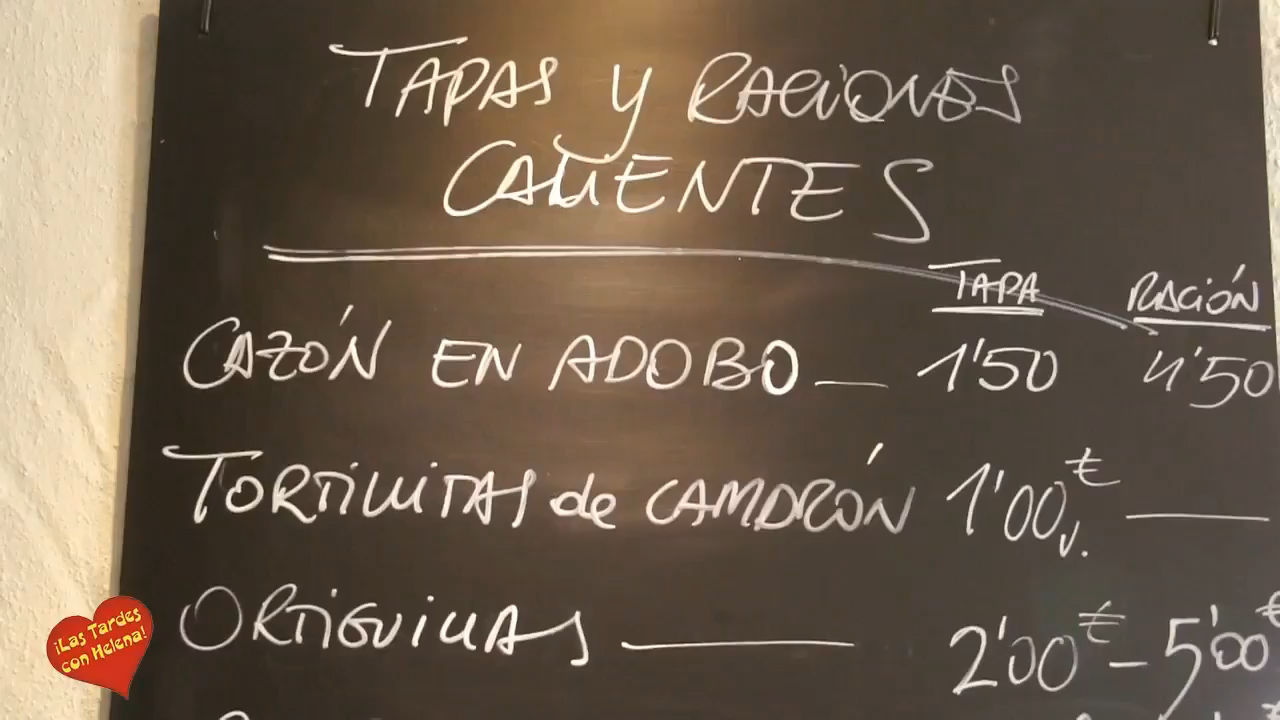 TAPAS Y RACIONES
CALIENTES
TAPA RACIÓN
CAZÓN EN ADOBO — 1'50 4'50
TORTILLITAS de CAMARÓN 1'00€ U. —
ORTIGUILLAS — 2'00€ — 5'00€
¡Las Tardes
con Helena!